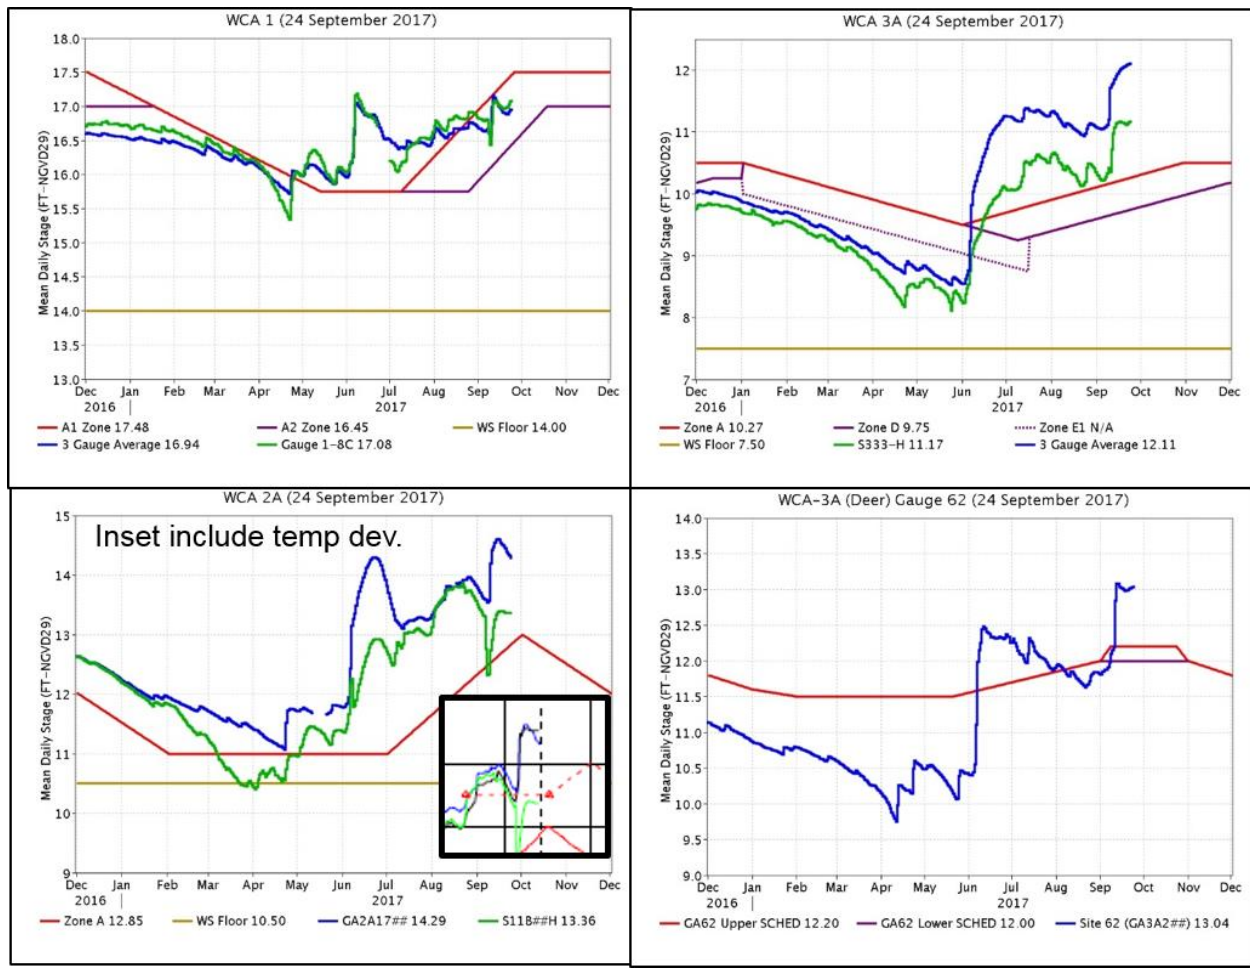 WCA 1 (24 September 2017)
Mean Daily Stage (FT-NGVD29)
18.0
17.5
17.0
16.5
16.0
15.5
15.0
14.5
14.0
13.5
13.0
Dec Jan Feb Mar Apr May Jun Jul Aug Sep Oct Nov Dec
2016 | 2017
A1 Zone 17.48 A2 Zone 16.45 WS Floor 14.00
3 Gauge Average 16.94 Gauge 1-8C 17.08
WCA 3A (24 September 2017)
Mean Daily Stage (FT-NGVD29)
12
11
10
9
8
7
Dec Jan Feb Mar Apr May Jun Jul Aug Sep Oct Nov Dec
2016 | 2017
Zone A 10.27 Zone D 9.75 Zone E1 N/A
WS Floor 7.50 S333-H 11.17 3 Gauge Average 12.11
WCA 2A (24 September 2017)
Inset include temp dev.
Mean Daily Stage (FT-NGVD29)
15
14
13
12
11
10
9
Dec Jan Feb Mar Apr May Jun Jul Aug Sep Oct Nov Dec
2016 | 2017
Zone A 12.85 WS Floor 10.50 GA2A17## 14.29 S11B##H 13.36
WCA-3A (Deer) Gauge 62 (24 September 2017)
Mean Daily Stage (FT-NGVD29)
14.0
13.5
13.0
12.5
12.0
11.5
11.0
10.5
10.0
9.5
9.0
Dec Jan Feb Mar Apr May Jun Jul Aug Sep Oct Nov Dec
2016 | 2017
GA62 Upper SCHED 12.20 GA62 Lower SCHED 12.00 Site 62 (GA3A2##) 13.04